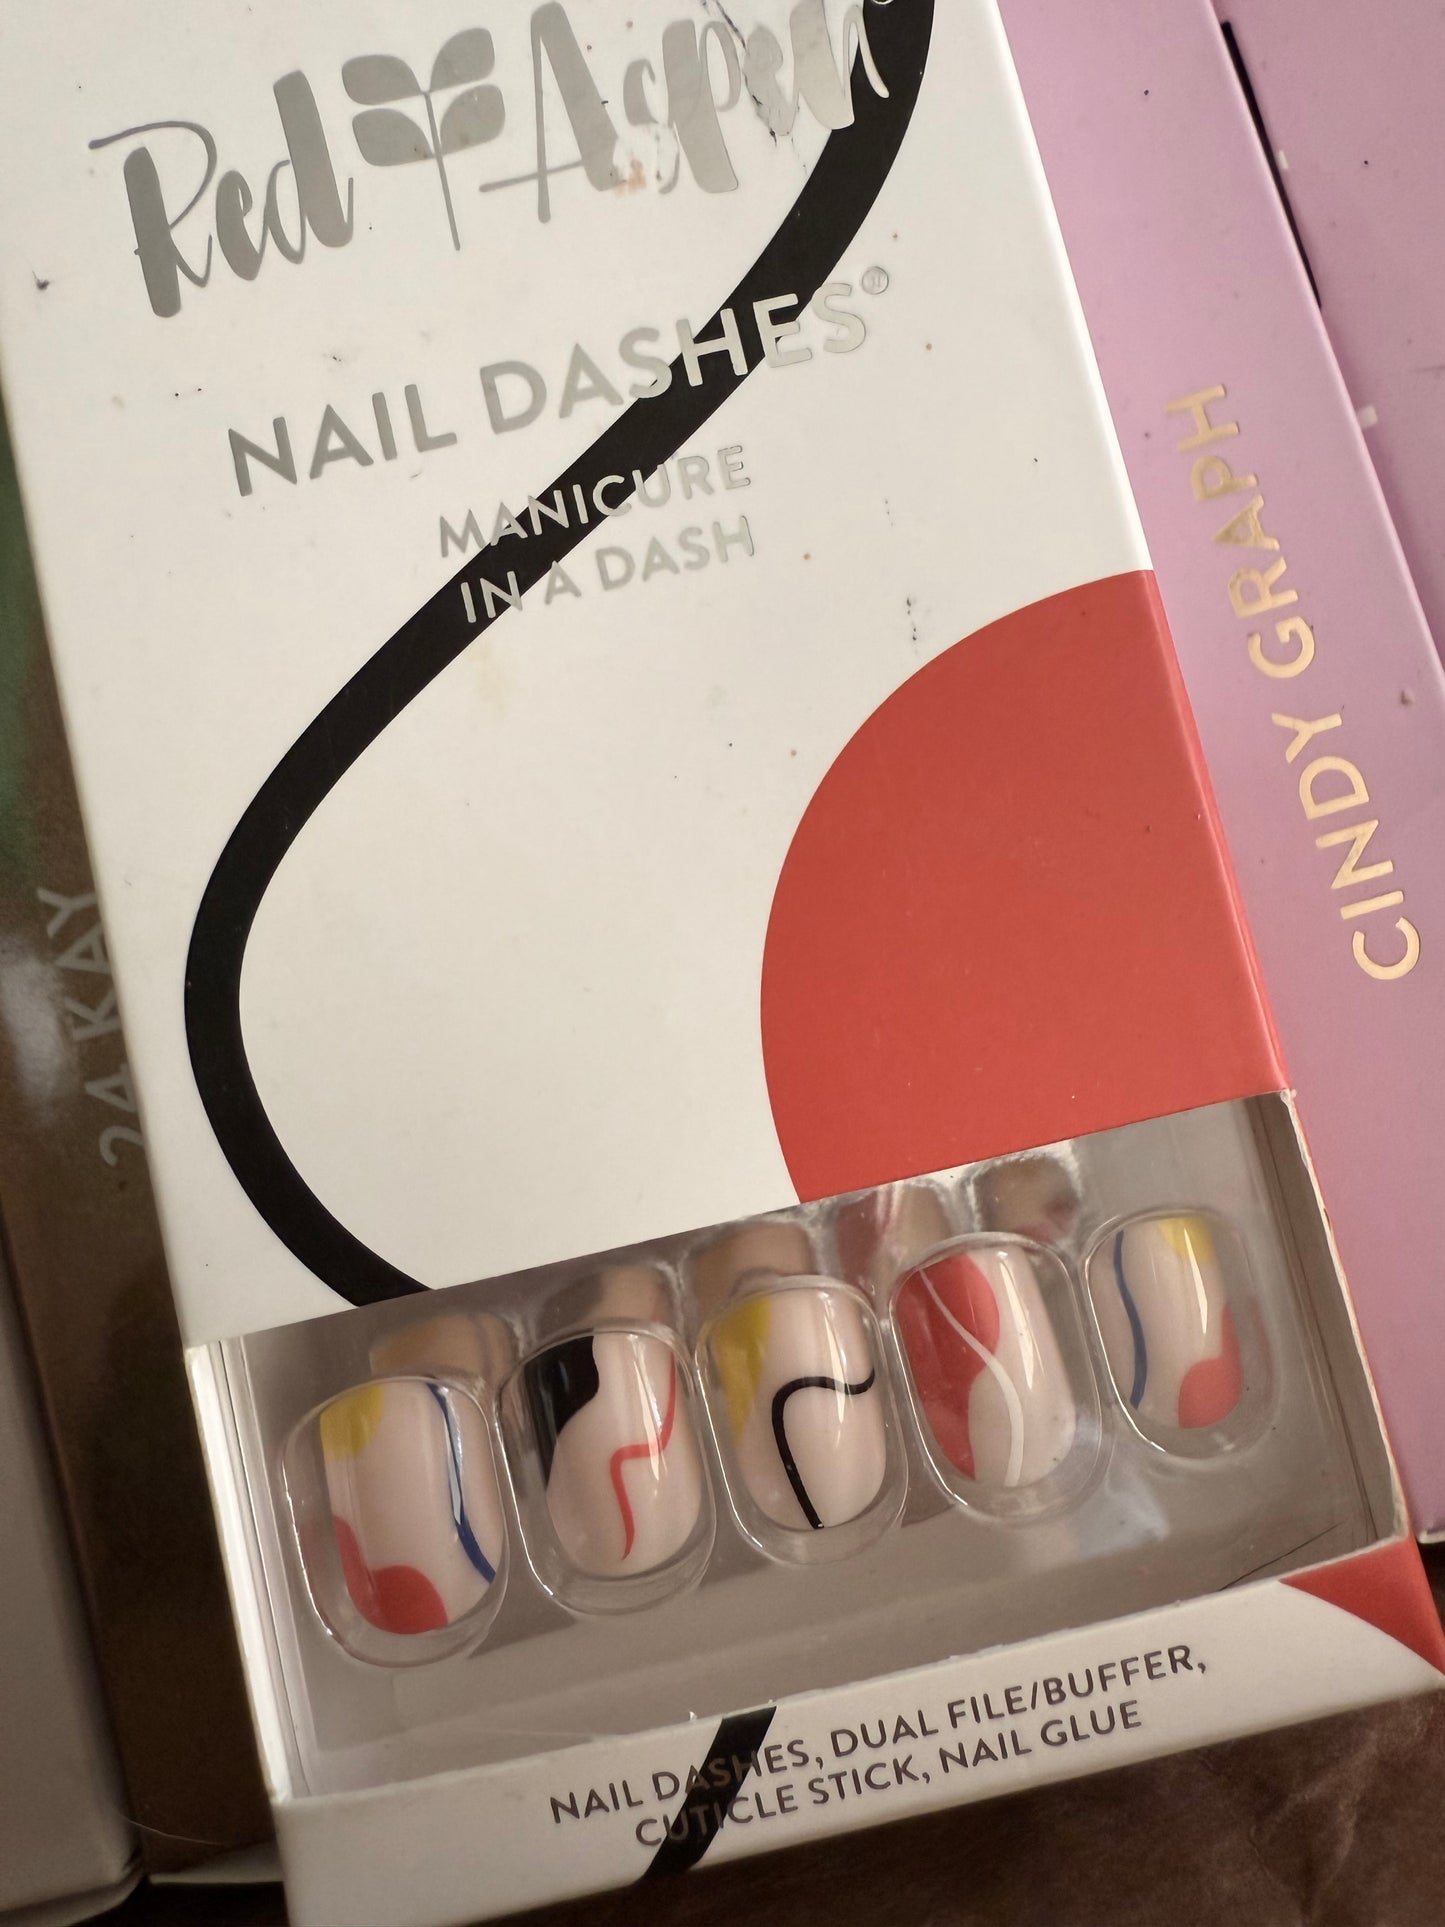 Red Aspen
NAIL DASHES®
MANICURE
IN A DASH
NAIL DASHES, DUAL FILE/BUFFER,
CUTICLE STICK, NAIL GLUE
CINDY GRAPH
24 KAY